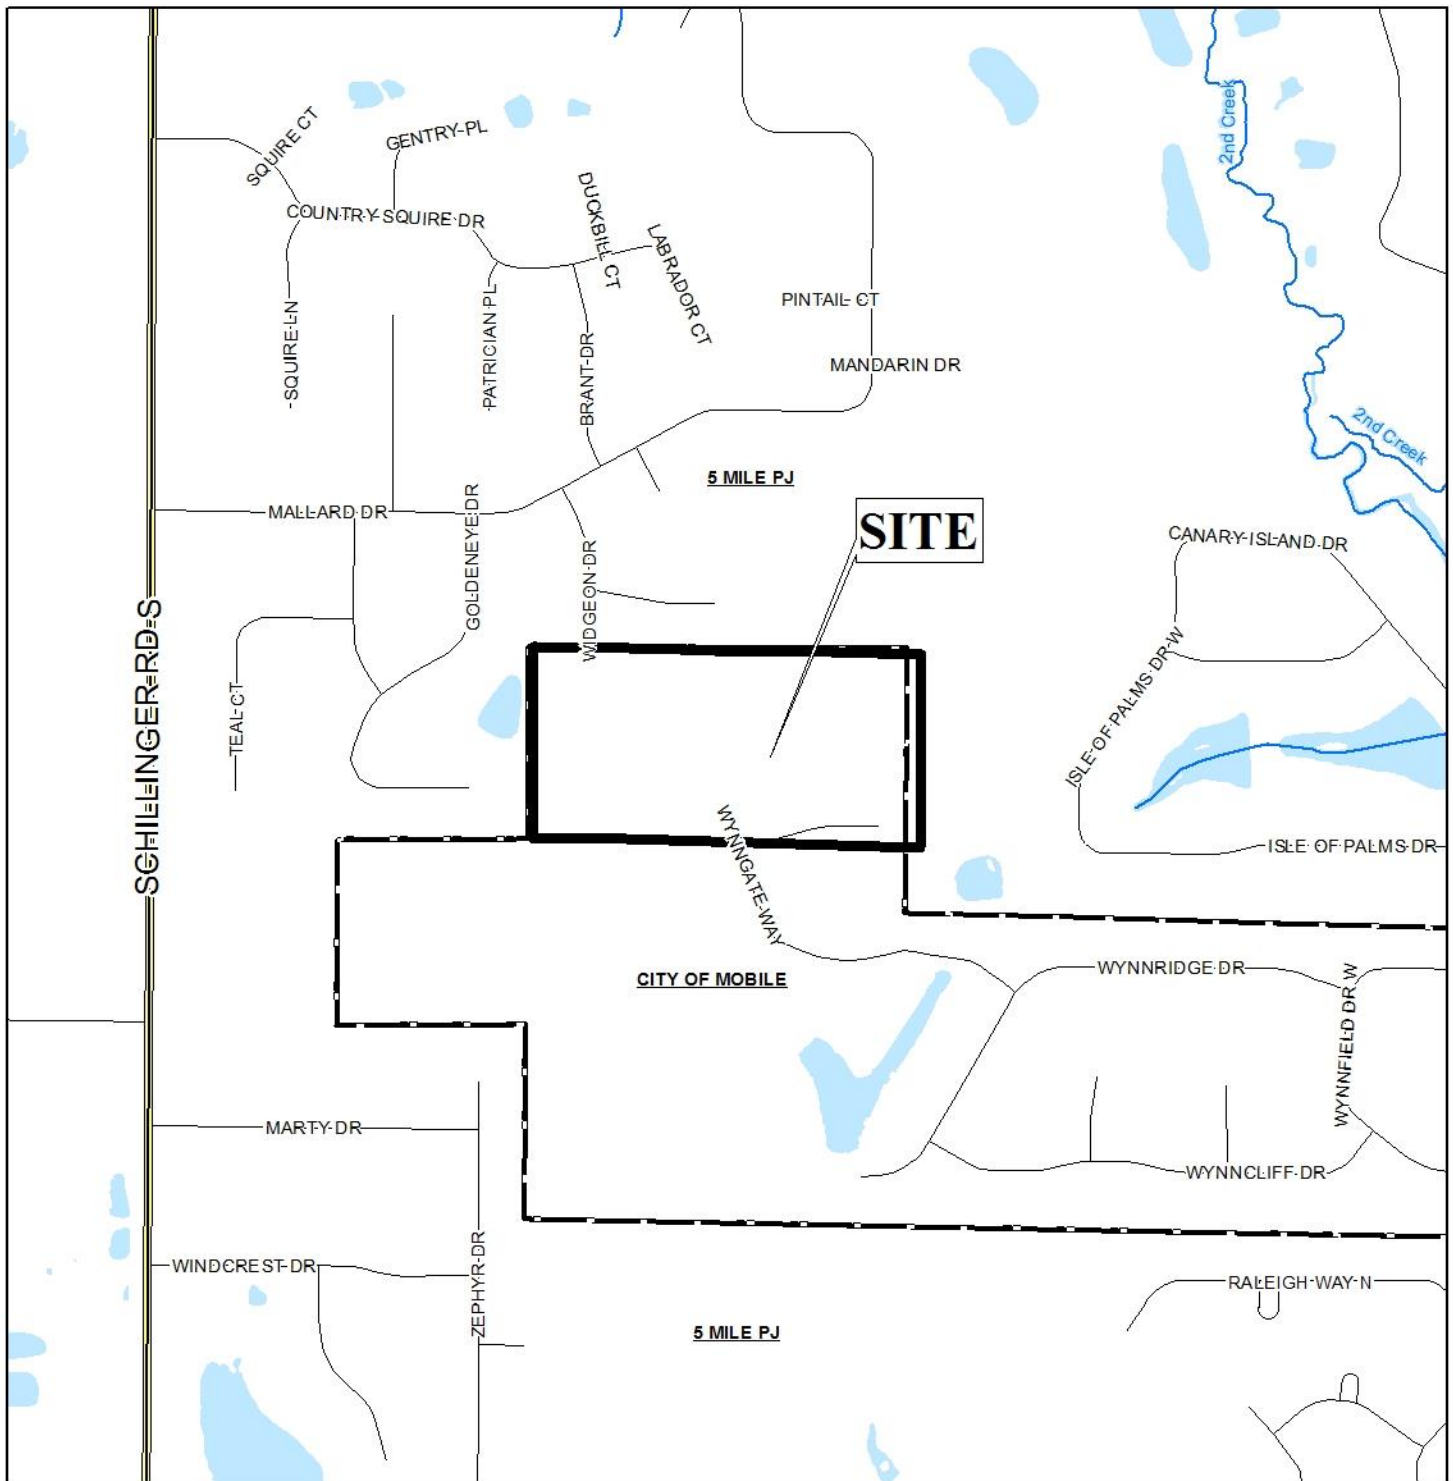 SQUIRE CT
GENTRY PL
2nd Creek
COUNTRY SQUIRE DR
DUCKBILL CT
LABRADOR CT
SQUIRE LN
PATRICIAN PL
BRANT DR
PINTAIL CT
MANDARIN DR
2nd Creek
5 MILE PJ
MALLARD DR
GOLDENEYE DR
WIDGEON DR
SITE
CANARY ISLAND DR
SCHILLINGER RD S
TEAL CT
ISLE OF PALMS DR W
WYNNGATE WAY
ISLE OF PALMS DR
CITY OF MOBILE
WYNNRIDGE DR
WYNNFIELD DR W
MARTY DR
WYNNCLIFF DR
WINDCREST DR
ZEPHYR DR
RALEIGH WAY N
5 MILE PJ